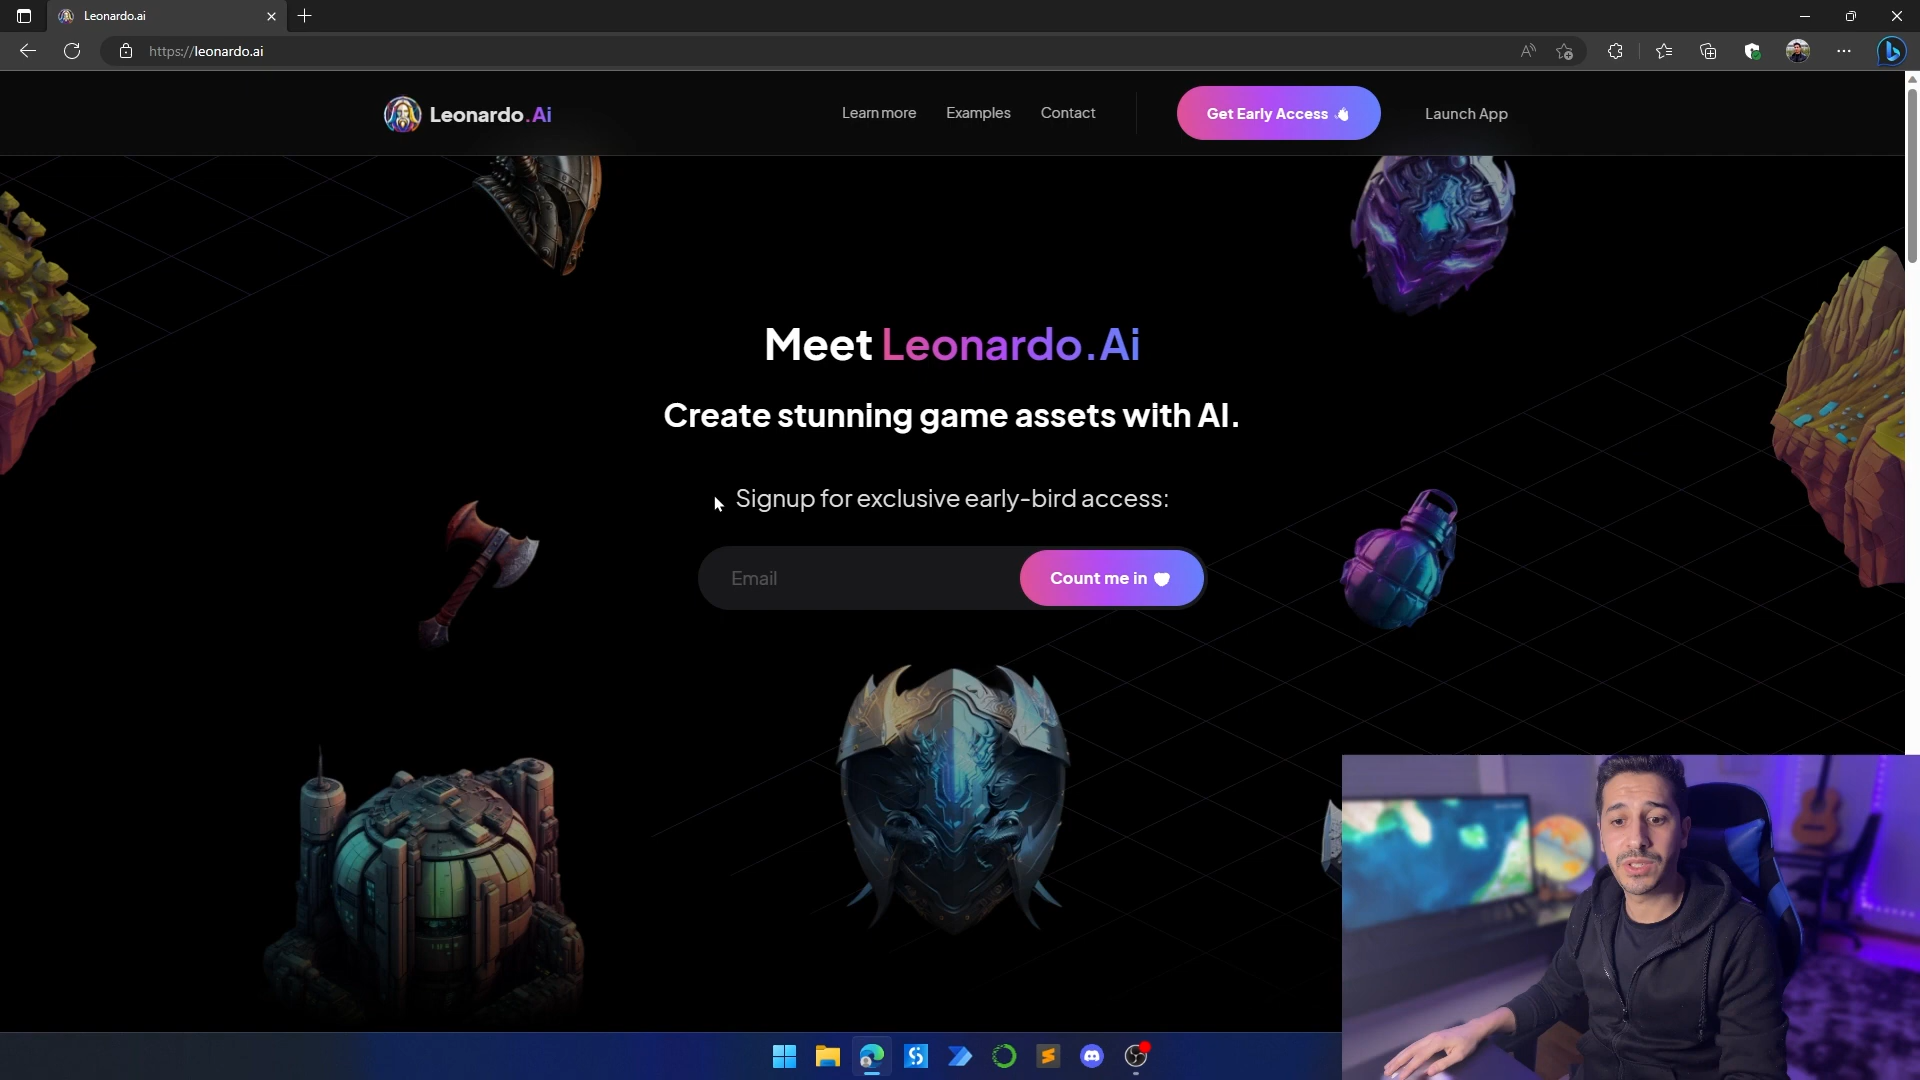 Leonardo.ai
https://leonardo.ai
Leonardo.Ai
Learn more
Examples
Contact
Get Early Access
Launch App
Meet Leonardo.Ai
Create stunning game assets with AI.
Signup for exclusive early-bird access:
Email
Count me in